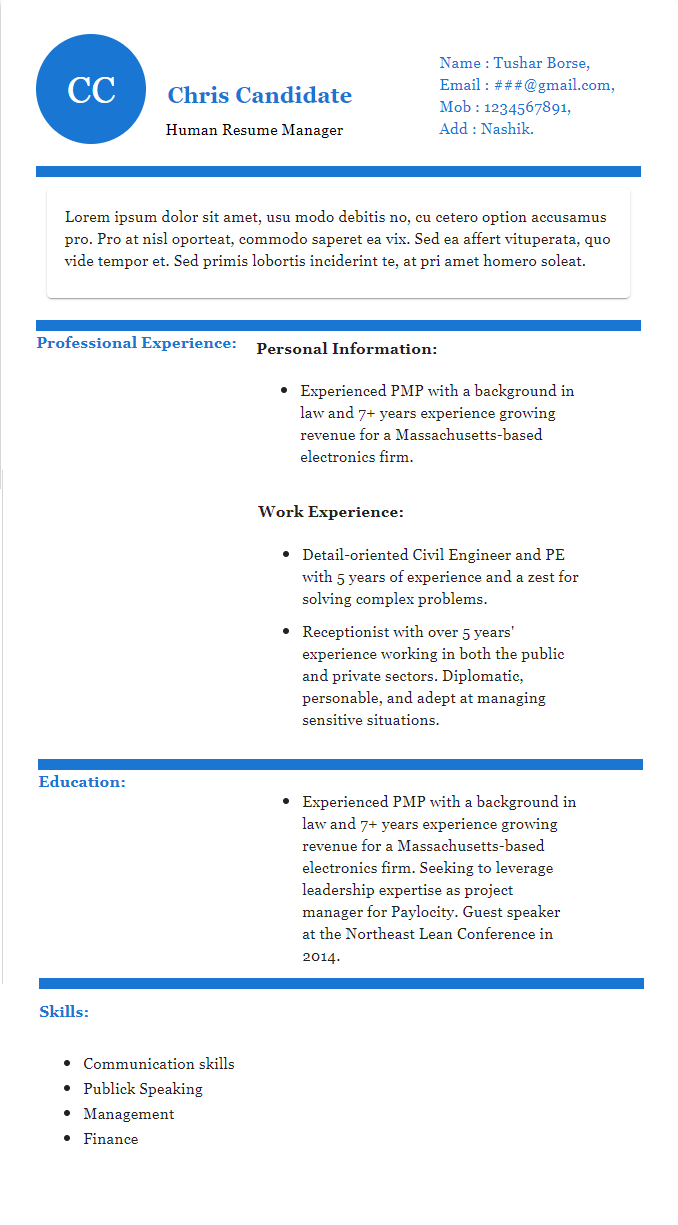 CC
Chris Candidate
Human Resume Manager
Name : Tushar Borse,
Email : ###@gmail.com,
Mob : 1234567891,
Add : Nashik.
Lorem ipsum dolor sit amet, usu modo debitis no, cu cetero option accusamus
pro. Pro at nisl oporteat, commodo saperet ea vix. Sed ea affert vituperata, quo
vide tempor et. Sed primis lobortis inciderint te, at pri amet homero soleat.
Professional Experience:
Personal Information:
• Experienced PMP with a background in
law and 7+ years experience growing
revenue for a Massachusetts-based
electronics firm.
Work Experience:
• Detail-oriented Civil Engineer and PE
with 5 years of experience and a zest for
solving complex problems.
• Receptionist with over 5 years'
experience working in both the public
and private sectors. Diplomatic,
personable, and adept at managing
sensitive situations.
Education:
• Experienced PMP with a background in
law and 7+ years experience growing
revenue for a Massachusetts-based
electronics firm. Seeking to leverage
leadership expertise as project
manager for Paylocity. Guest speaker
at the Northeast Lean Conference in
2014.
Skills:
• Communication skills
• Publick Speaking
• Management
• Finance